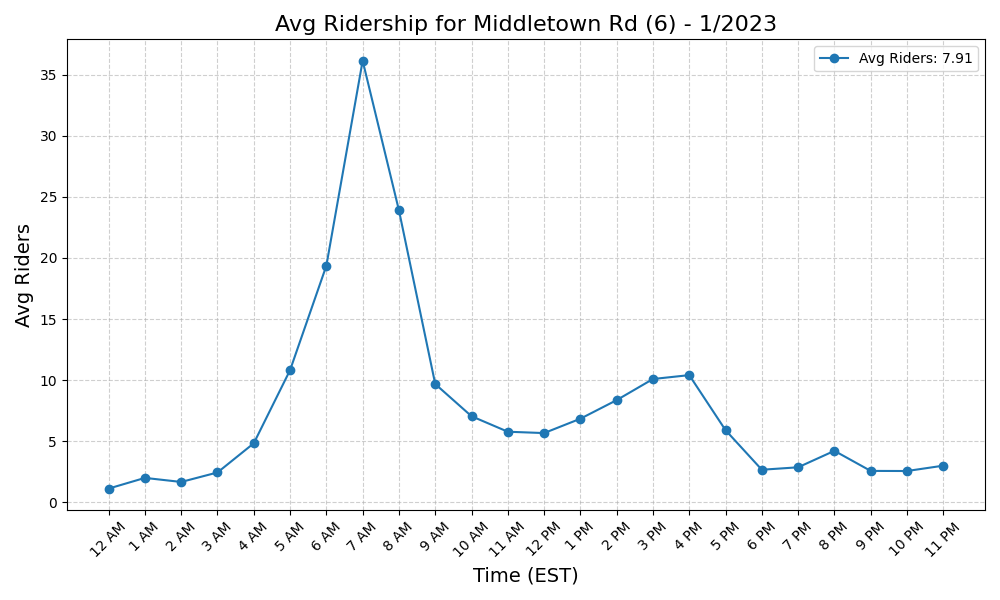 Avg Ridership for Middletown Rd (6) - 1/2023
Avg Riders: 7.91
Avg Riders
35
30
25
20
15
10
5
0
12 AM
1 AM
2 AM
3 AM
4 AM
5 AM
6 AM
7 AM
8 AM
9 AM
10 AM
11 AM
12 PM
1 PM
2 PM
3 PM
4 PM
5 PM
6 PM
7 PM
8 PM
9 PM
10 PM
11 PM
Time (EST)